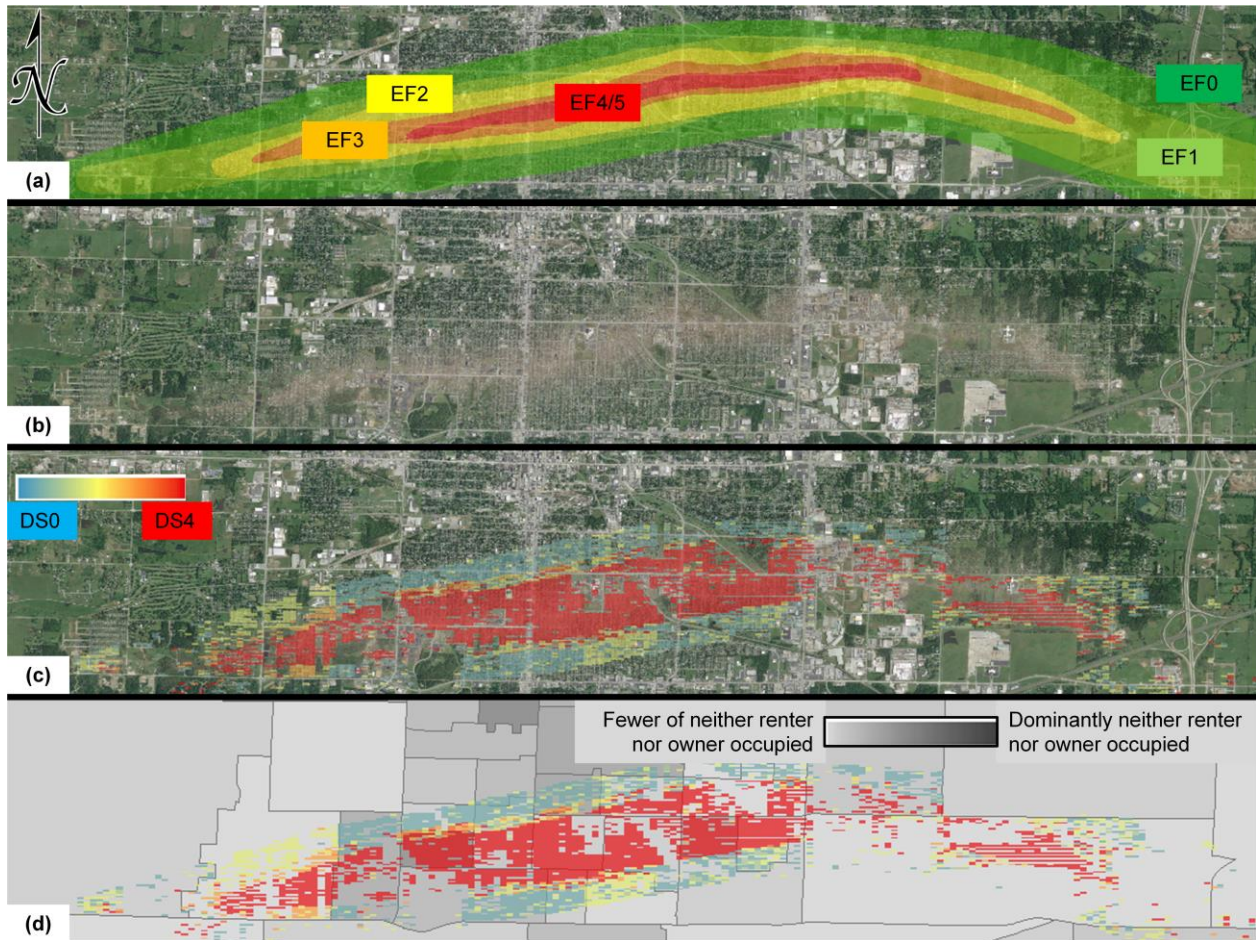 N
EF2
EF4/5
EF0
EF3
EF1
(a)
(b)
DS0
DS4
(c)
Fewer of neither renter
nor owner occupied
Dominantly neither renter
nor owner occupied
(d)